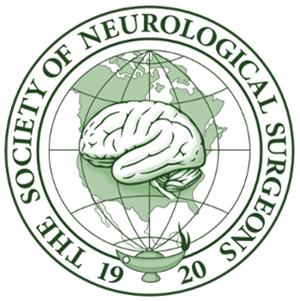 THE SOCIETY OF NEUROLOGICAL SURGEONS
19 20